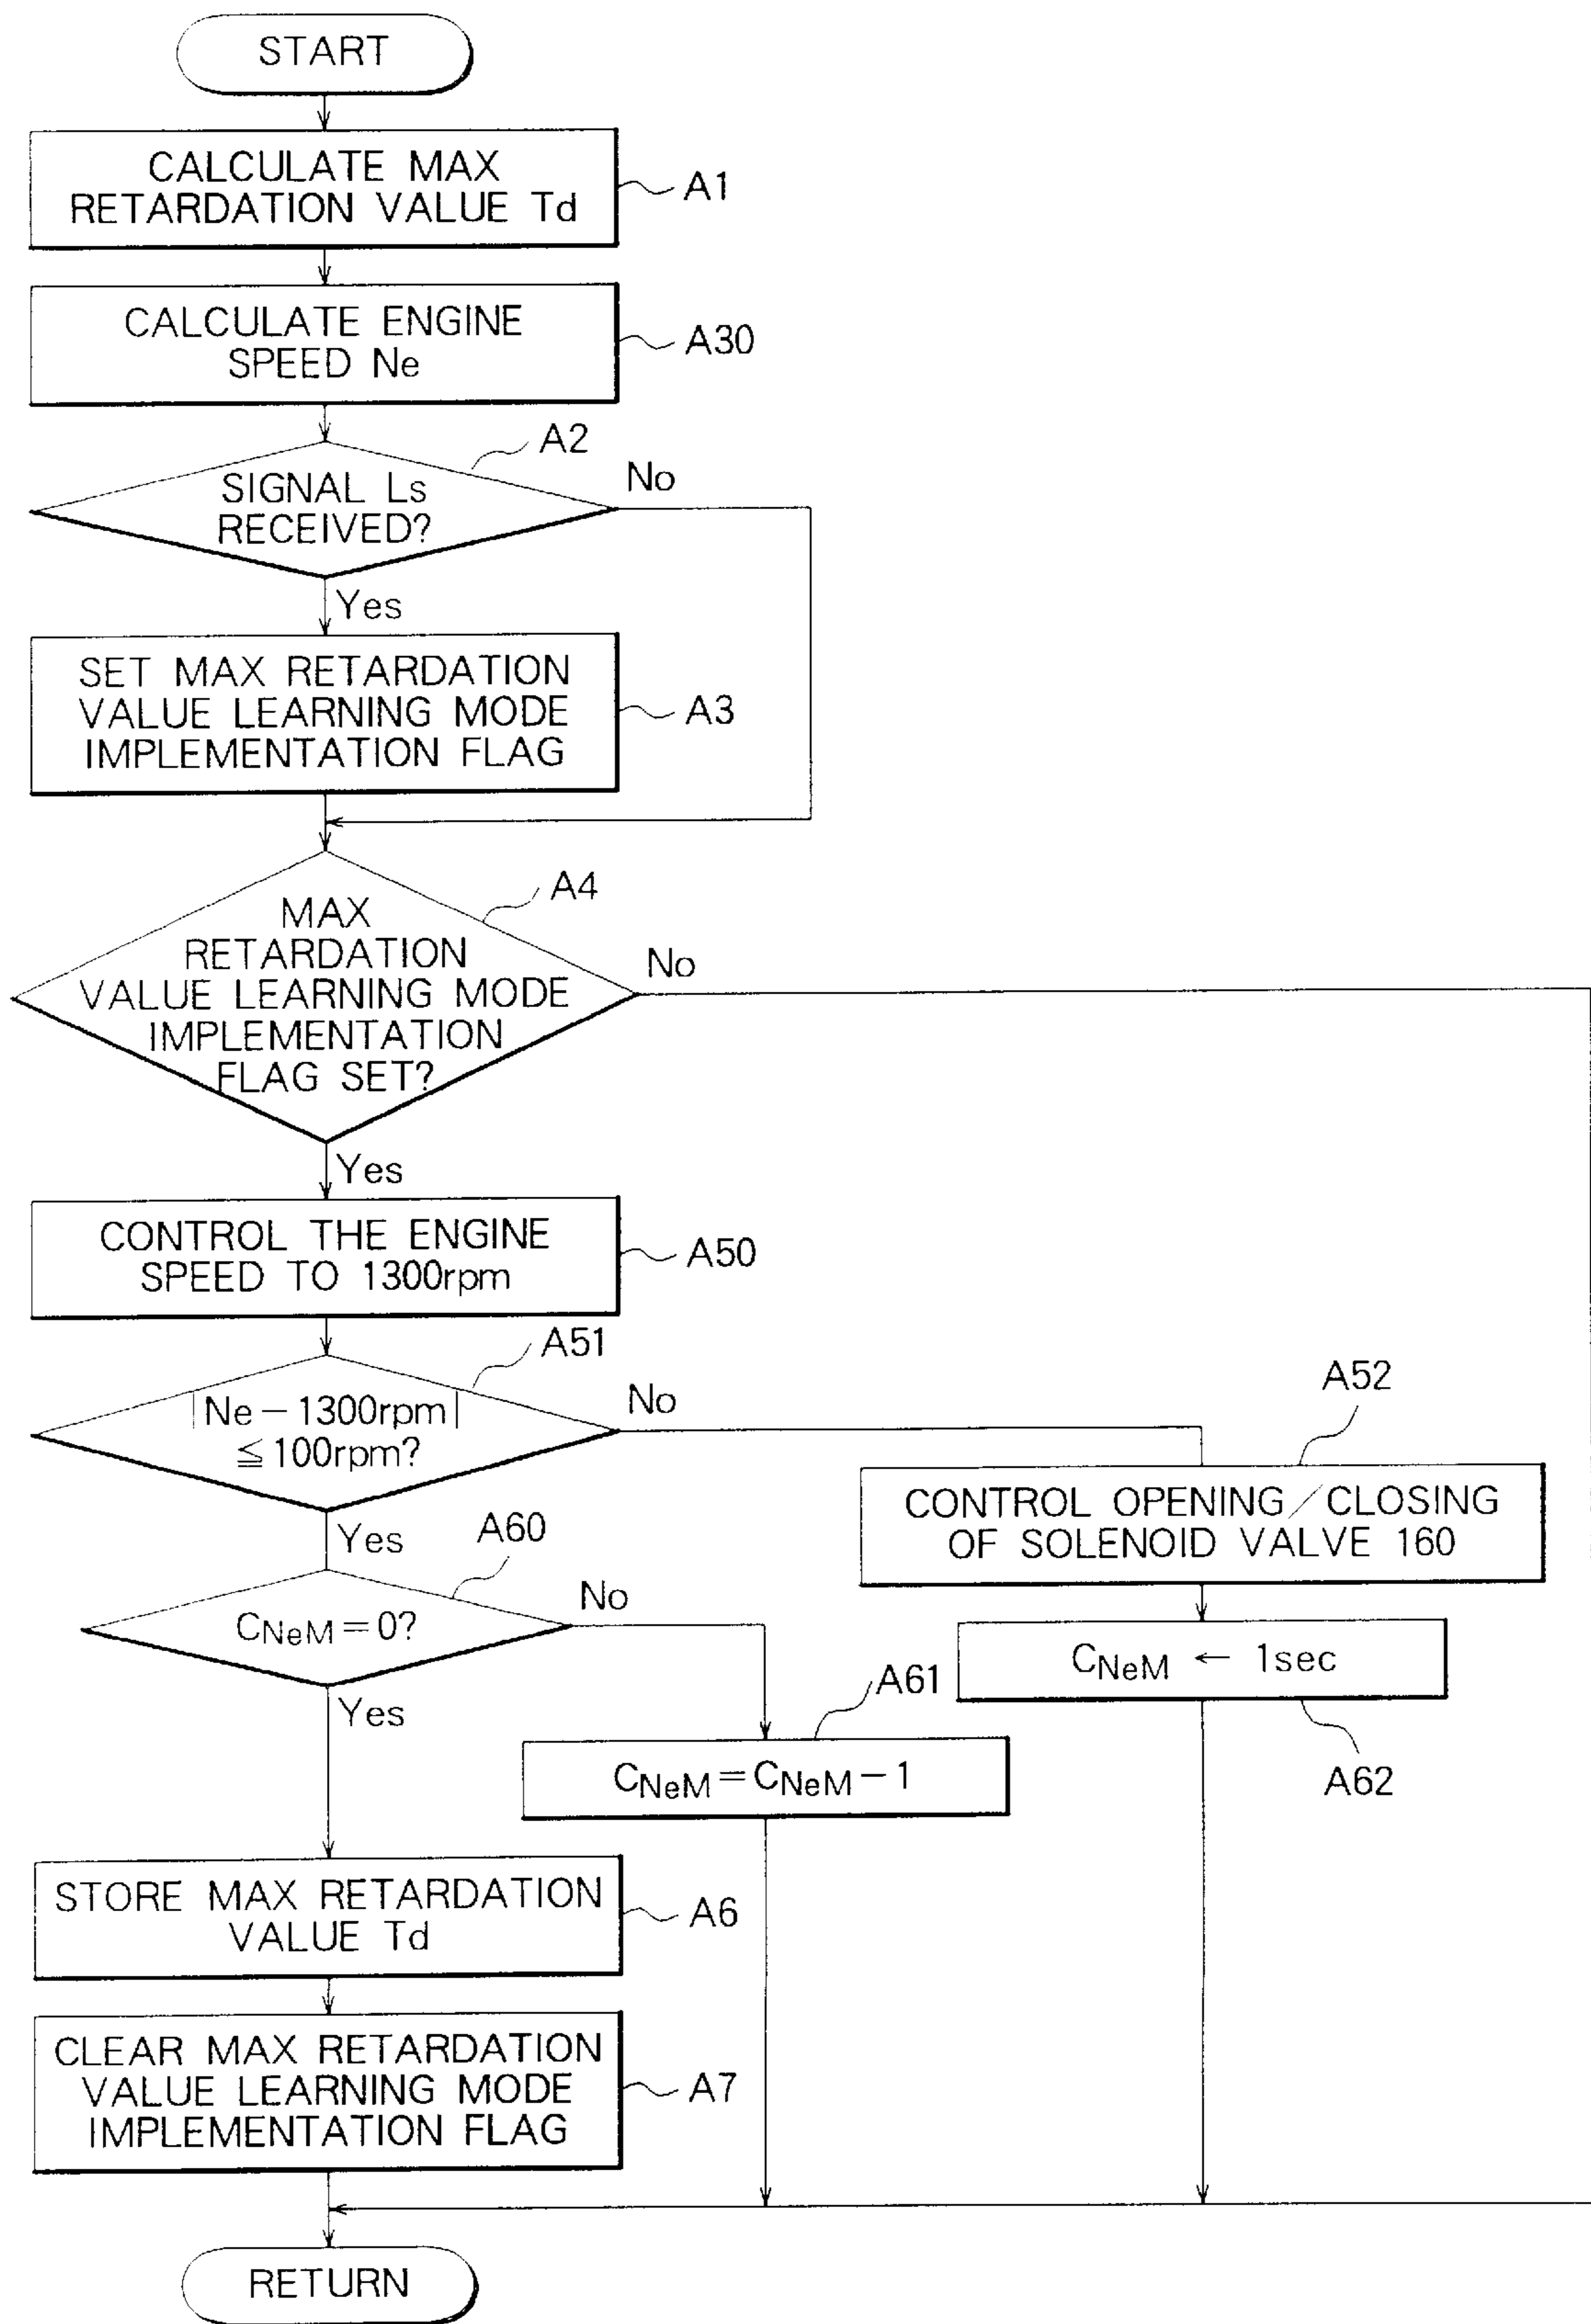 START
CALCULATE MAX
RETARDATION VALUE Td
A1
CALCULATE ENGINE
SPEED Ne
A30
A2
SIGNAL Ls
RECEIVED?
No
Yes
SET MAX RETARDATION
VALUE LEARNING MODE
IMPLEMENTATION FLAG
A3
A4
MAX
RETARDATION
VALUE LEARNING MODE
IMPLEMENTATION
FLAG SET?
No
Yes
CONTROL THE ENGINE
SPEED TO 1300rpm
A50
A51
|Ne－1300rpm|
≦100rpm?
No
Yes
A52
CONTROL OPENING／CLOSING
OF SOLENOID VALVE 160
A60
CNeM＝0?
No
Yes
CNeM ← 1sec
A62
A61
CNeM＝CNeM－1
STORE MAX RETARDATION
VALUE Td
A6
CLEAR MAX RETARDATION
VALUE LEARNING MODE
IMPLEMENTATION FLAG
A7
RETURN